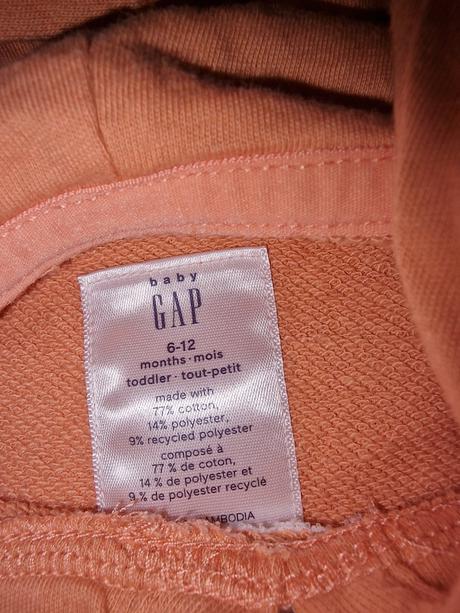 baby
GAP
6-12
months · mois
toddler · tout-petit
made with
77% cotton,
14% polyester,
9% recycled polyester
composé à
77 % de coton,
14 % de polyester et
9 % de polyester recyclé